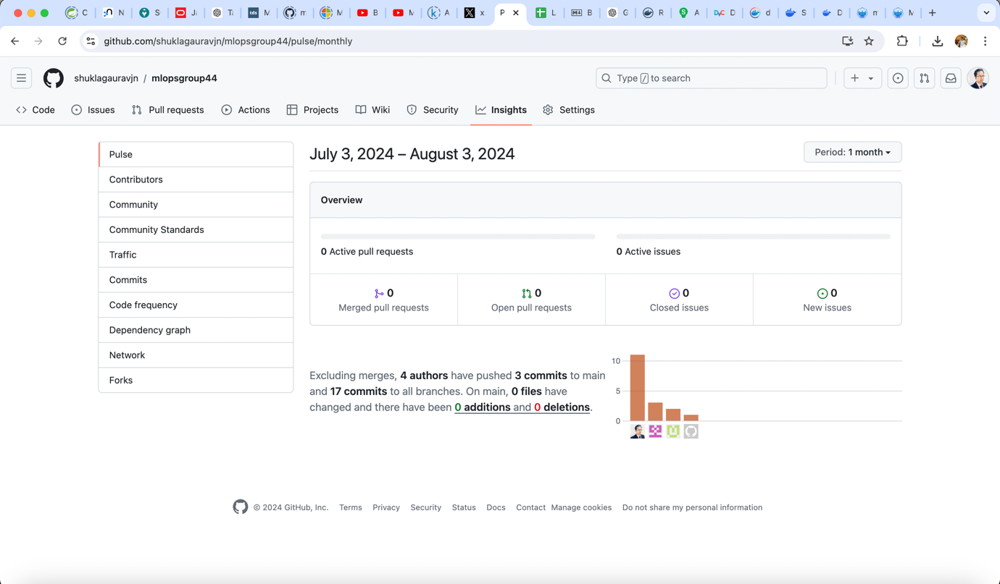 C
N
S
Ja
Ta
tds M
m
M
B
M
A
x
P
L
B
G
R
A
DVC D
d
S
D
m
M
github.com/shuklagauravjn/mlopsgroup44/pulse/monthly
shuklagauravjn / mlopsgroup44
Type / to search
Code Issues Pull requests Actions Projects Wiki Security Insights Settings
Pulse
Contributors
Community
Community Standards
Traffic
Commits
Code frequency
Dependency graph
Network
Forks
July 3, 2024 – August 3, 2024
Period: 1 month
Overview
0 Active pull requests
0 Active issues
0
Merged pull requests
0
Open pull requests
0
Closed issues
0
New issues
Excluding merges, 4 authors have pushed 3 commits to main
and 17 commits to all branches. On main, 0 files have
changed and there have been 0 additions and 0 deletions.
10
5
0
© 2024 GitHub, Inc. Terms Privacy Security Status Docs Contact Manage cookies Do not share my personal information